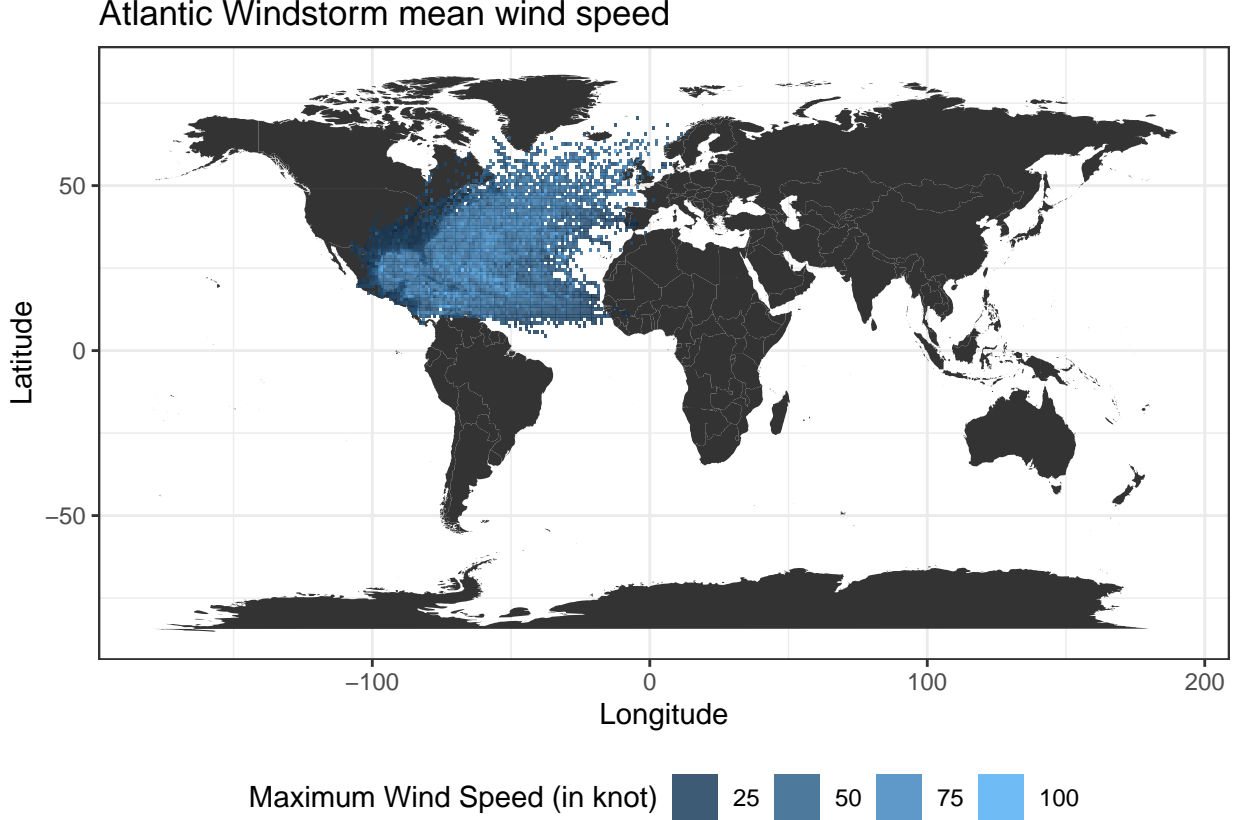 Atlantic Windstorm mean wind speed
Latitude
50
0
−50
−100 0 100 200
Longitude
Maximum Wind Speed (in knot) 25 50 75 100